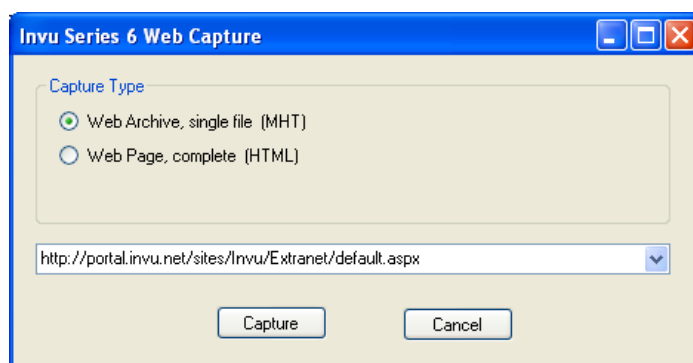 Invu Series 6 Web Capture
Capture Type
Web Archive, single file (MHT)
Web Page, complete (HTML)
http://portal.invu.net/sites/Invu/Extranet/default.aspx
Capture Cancel